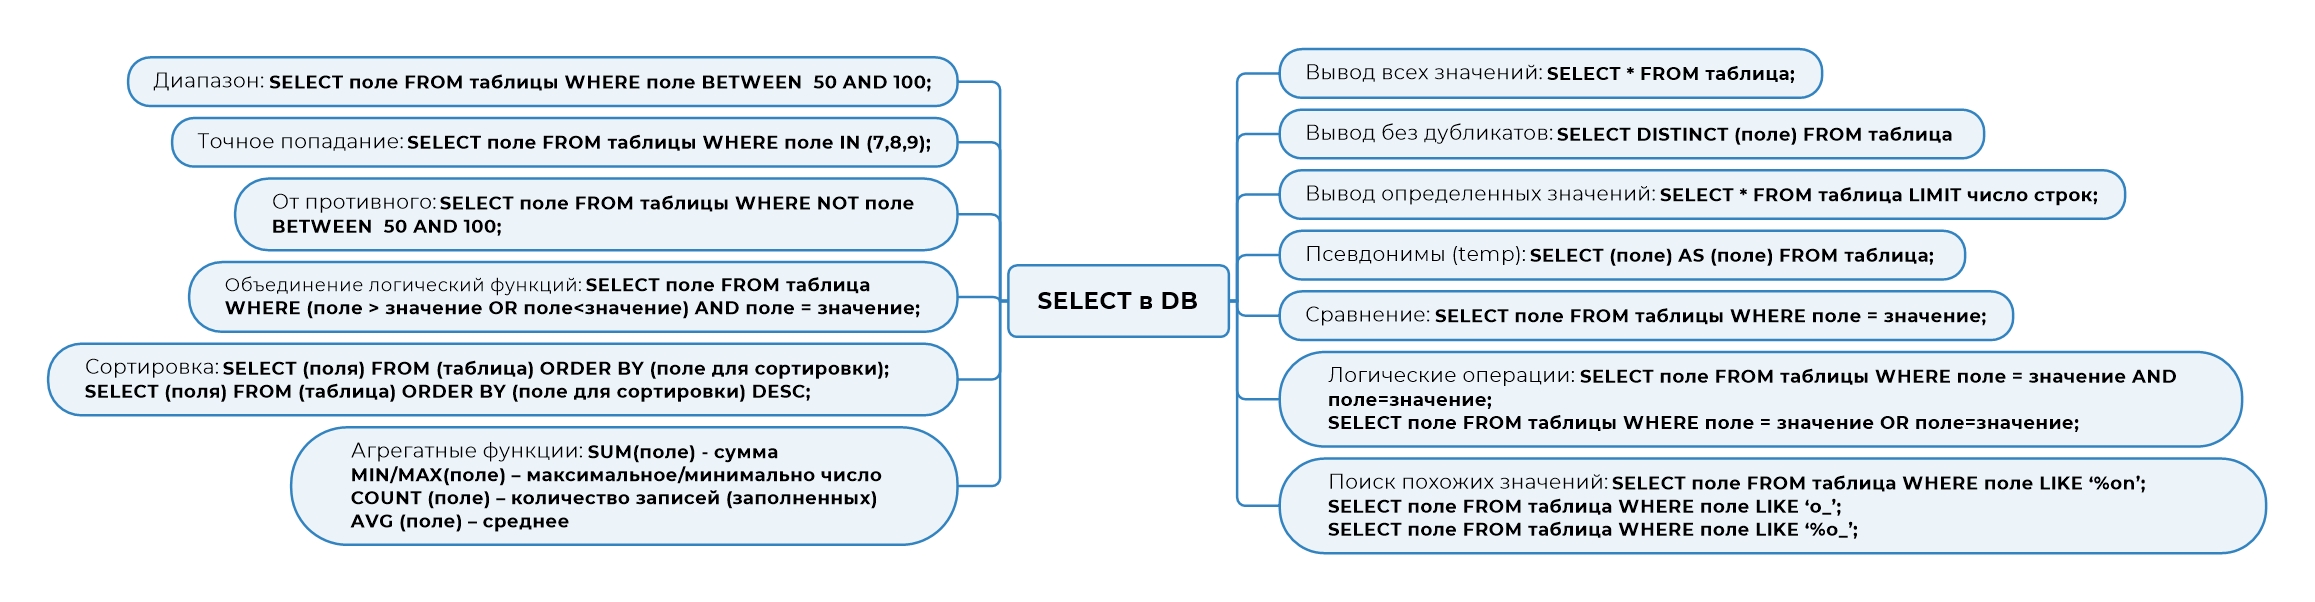 Диапазон: SELECT поле FROM таблицы WHERE поле BETWEEN  50 AND 100;
Точное попадание: SELECT поле FROM таблицы WHERE поле IN (7,8,9);
От противного: SELECT поле FROM таблицы WHERE NOT поле
BETWEEN  50 AND 100;
Объединение логический функций: SELECT поле FROM таблица
WHERE (поле > значение OR поле<значение) AND поле = значение;
Сортировка: SELECT (поля) FROM (таблица) ORDER BY (поле для сортировки);
SELECT (поля) FROM (таблица) ORDER BY (поле для сортировки) DESC;
Агрегатные функции: SUM(поле) - сумма
MIN/MAX(поле) – максимальное/минимально число
COUNT (поле) – количество записей (заполненных)
AVG (поле) – среднее
SELECT в DB
Вывод всех значений: SELECT * FROM таблица;
Вывод без дубликатов: SELECT DISTINCT (поле) FROM таблица
Вывод определенных значений: SELECT * FROM таблица LIMIT число строк;
Псевдонимы (temp): SELECT (поле) AS (поле) FROM таблица;
Сравнение: SELECT поле FROM таблицы WHERE поле = значение;
Логические операции: SELECT поле FROM таблицы WHERE поле = значение AND
поле=значение;
SELECT поле FROM таблицы WHERE поле = значение OR поле=значение;
Поиск похожих значений: SELECT поле FROM таблица WHERE поле LIKE ‘%on’;
SELECT поле FROM таблица WHERE поле LIKE ‘o_’;
SELECT поле FROM таблица WHERE поле LIKE ‘%o_’;